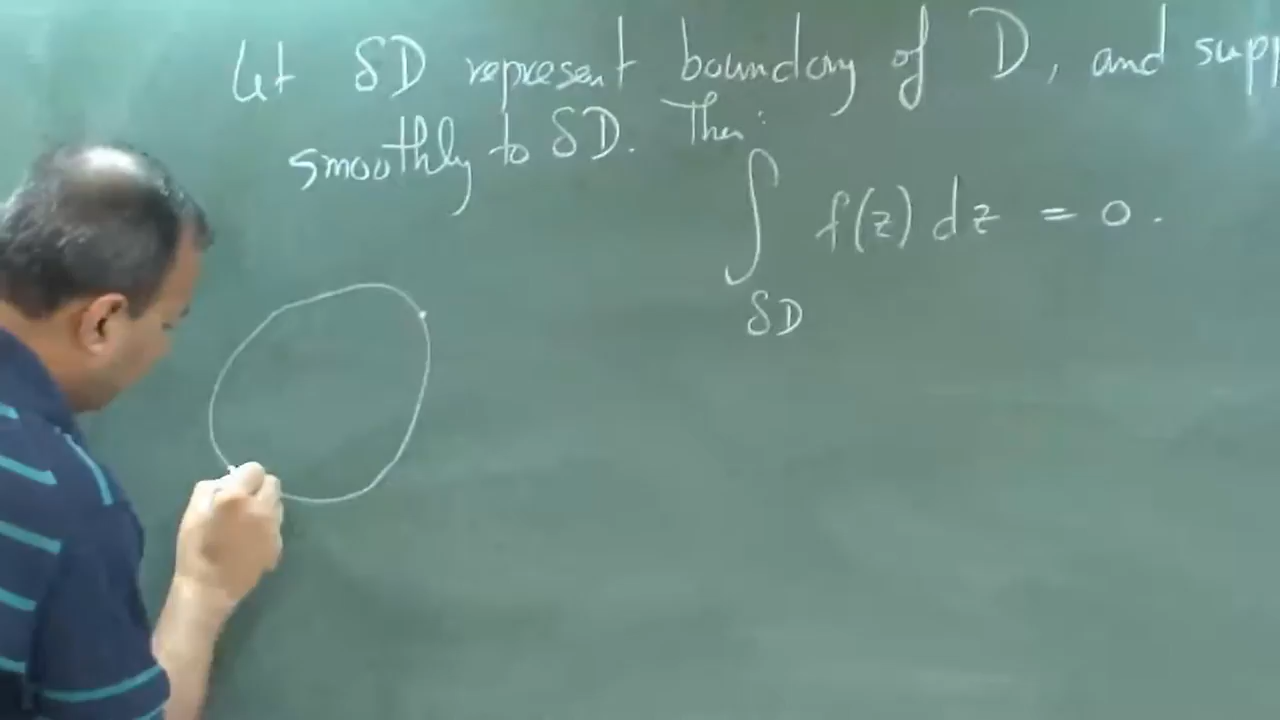 Let δD represent boundary of D, and supp
smoothly to δD. Then:
∫ f(z) dz = 0.
δD